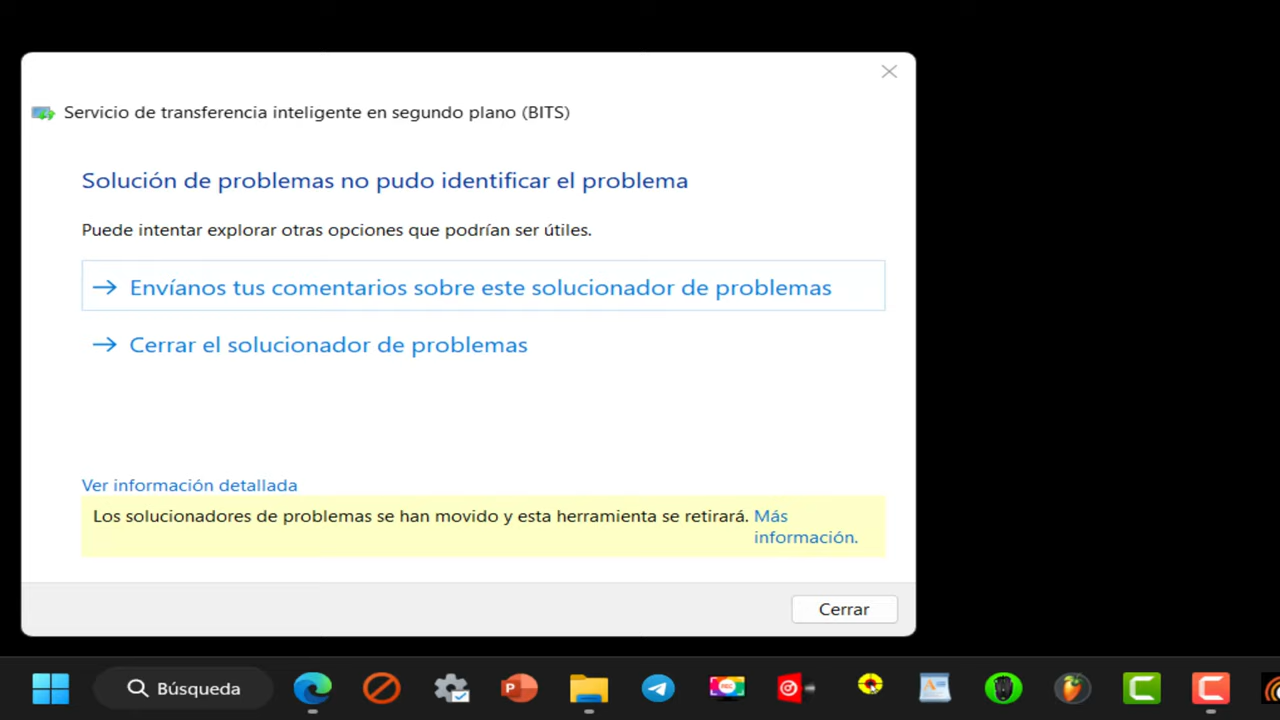 Servicio de transferencia inteligente en segundo plano (BITS)
Solución de problemas no pudo identificar el problema
Puede intentar explorar otras opciones que podrían ser útiles.
Envíanos tus comentarios sobre este solucionador de problemas
Cerrar el solucionador de problemas
Ver información detallada
Los solucionadores de problemas se han movido y esta herramienta se retirará. Más
información.
Cerrar
Búsqueda